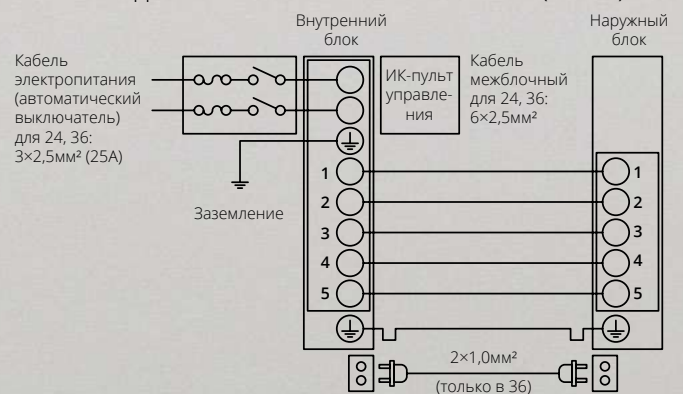 Внутренний
блок
Наружный
блок
Кабель
электропитания
(автоматический
выключатель)
для 24, 36:
3×2,5мм² (25А)
ИК-пульт
управле-
ния
Кабель
межблочный
для 24, 36:
6×2,5мм²
Заземление
1 1
2 2
3 3
4 4
5 5
2×1,0мм²
(только в 36)